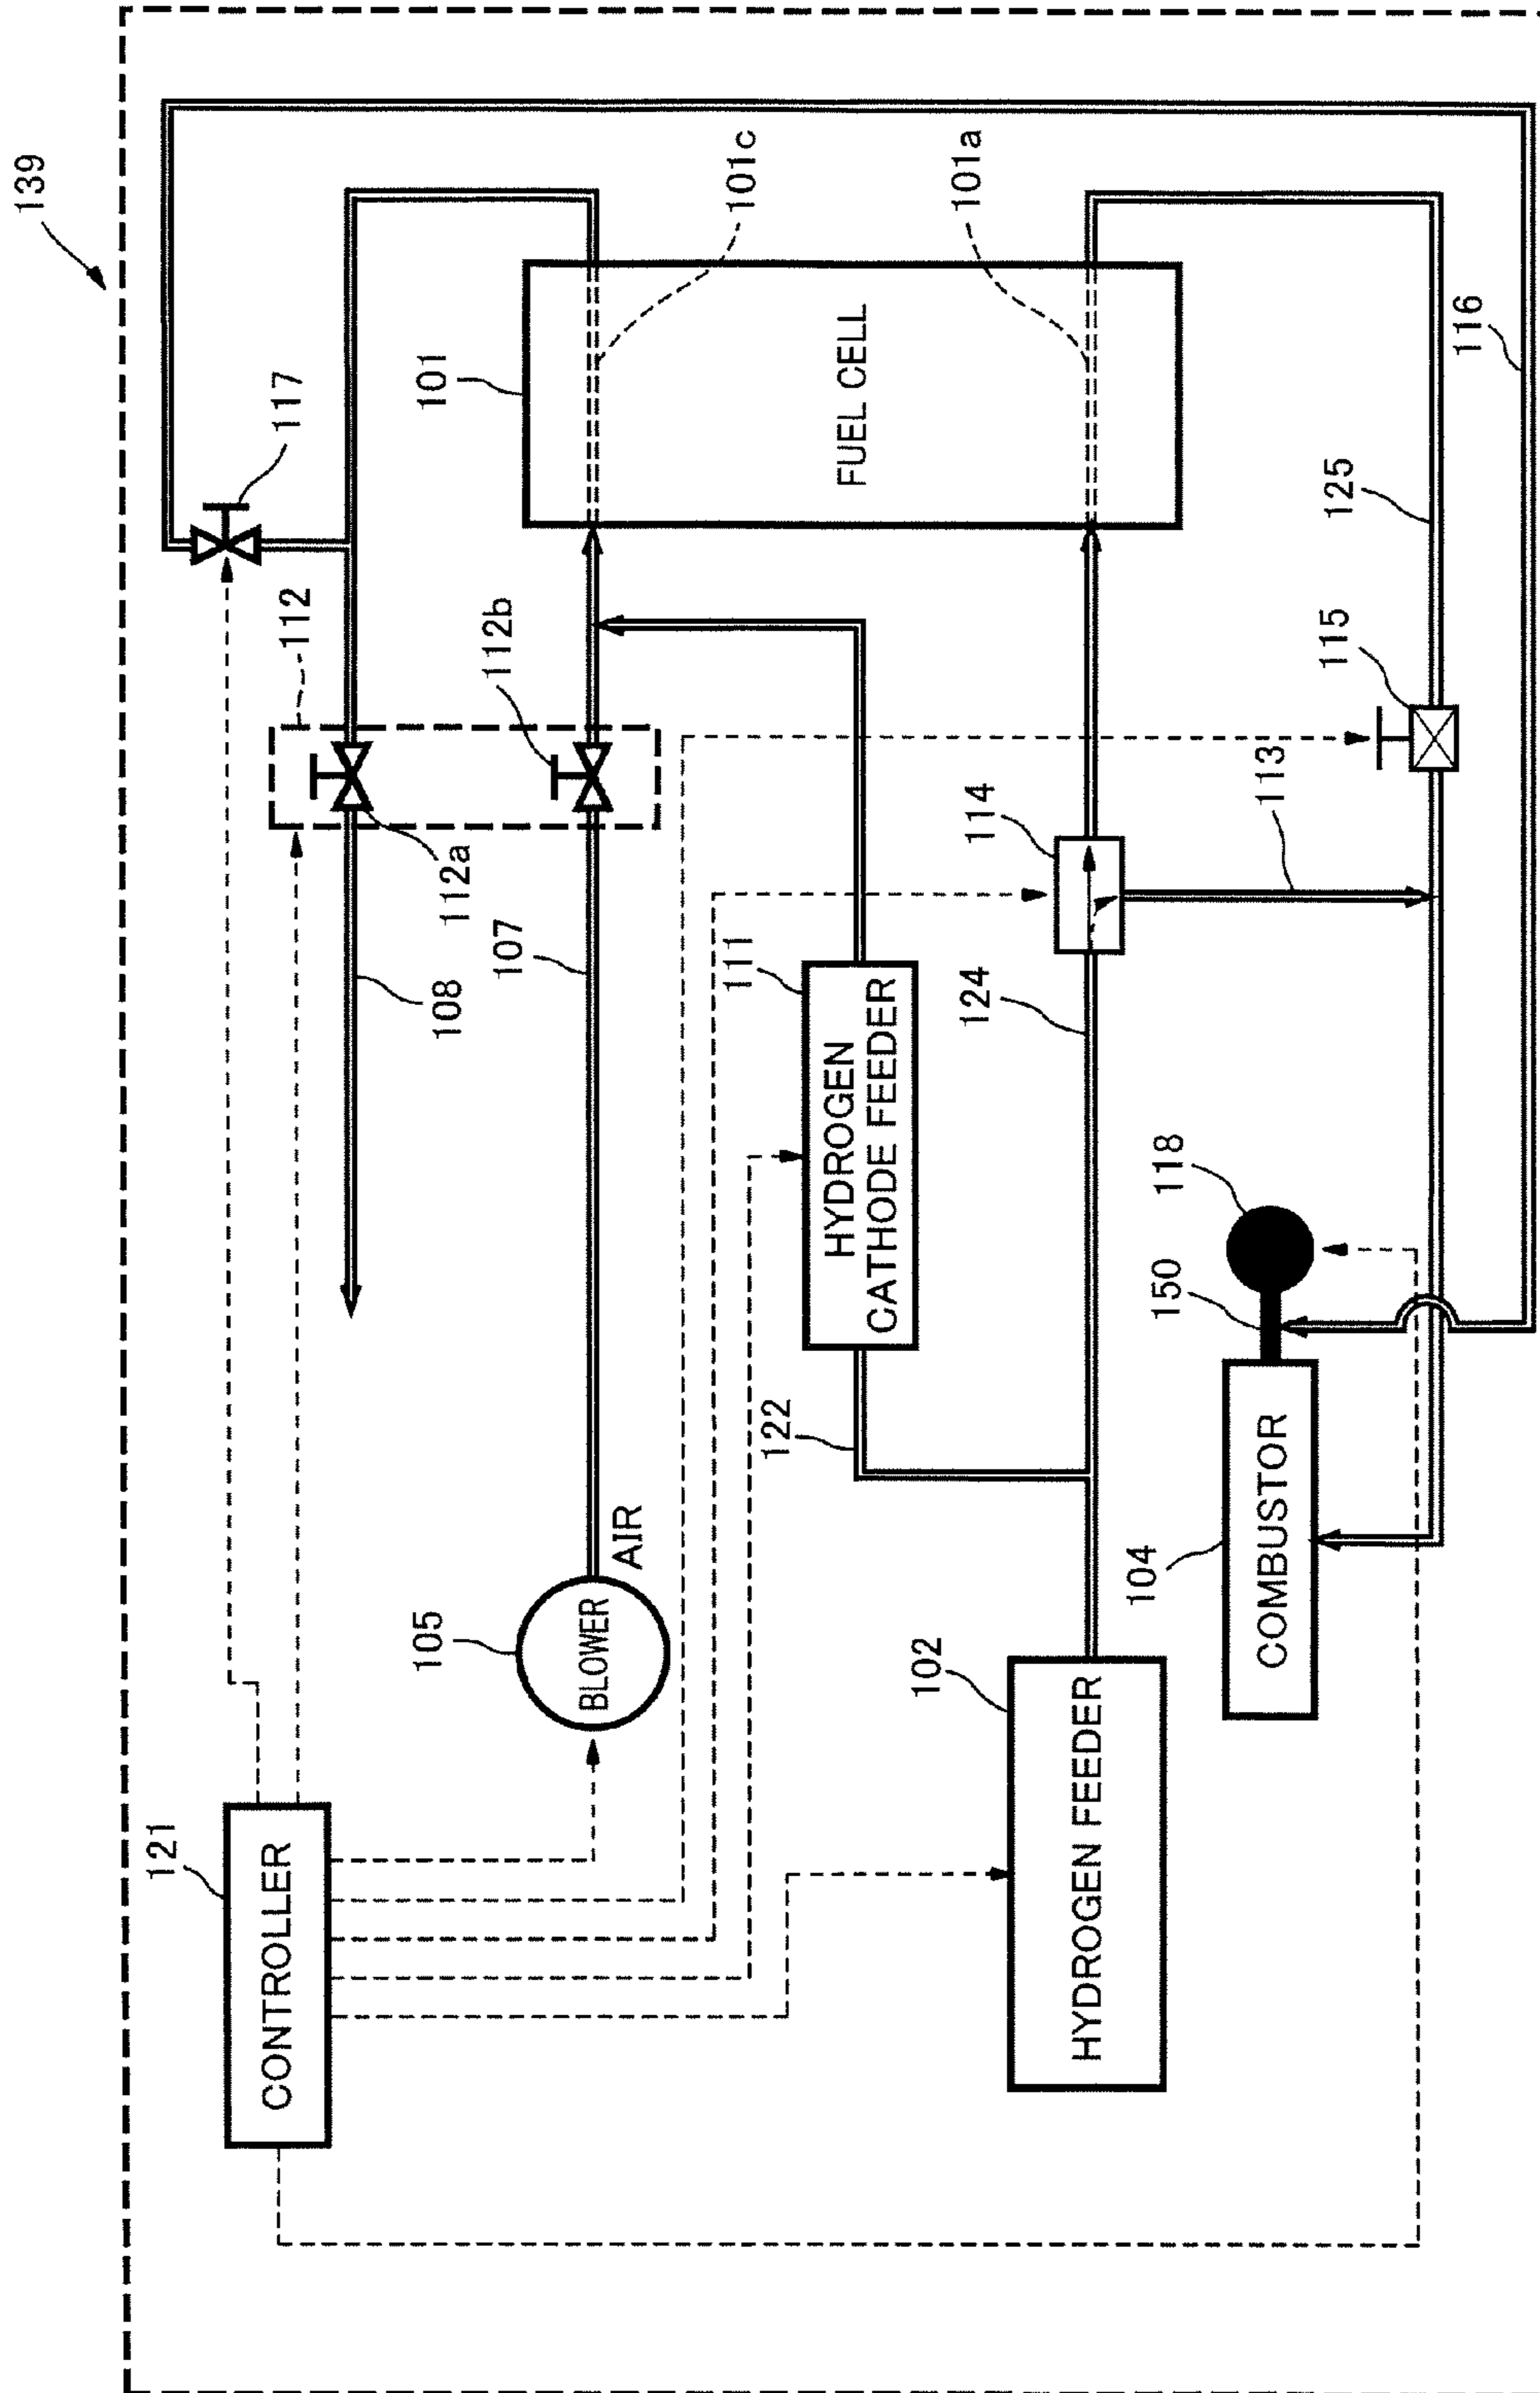 139
121
CONTROLLER
117
112
112a
108
105
BLOWER
AIR
107
112b
101
FUEL CELL
101c
101a
111
HYDROGEN
CATHODE FEEDER
122
102
HYDROGEN FEEDER
124
114
113
115
125
116
104
COMBUSTOR
150
118